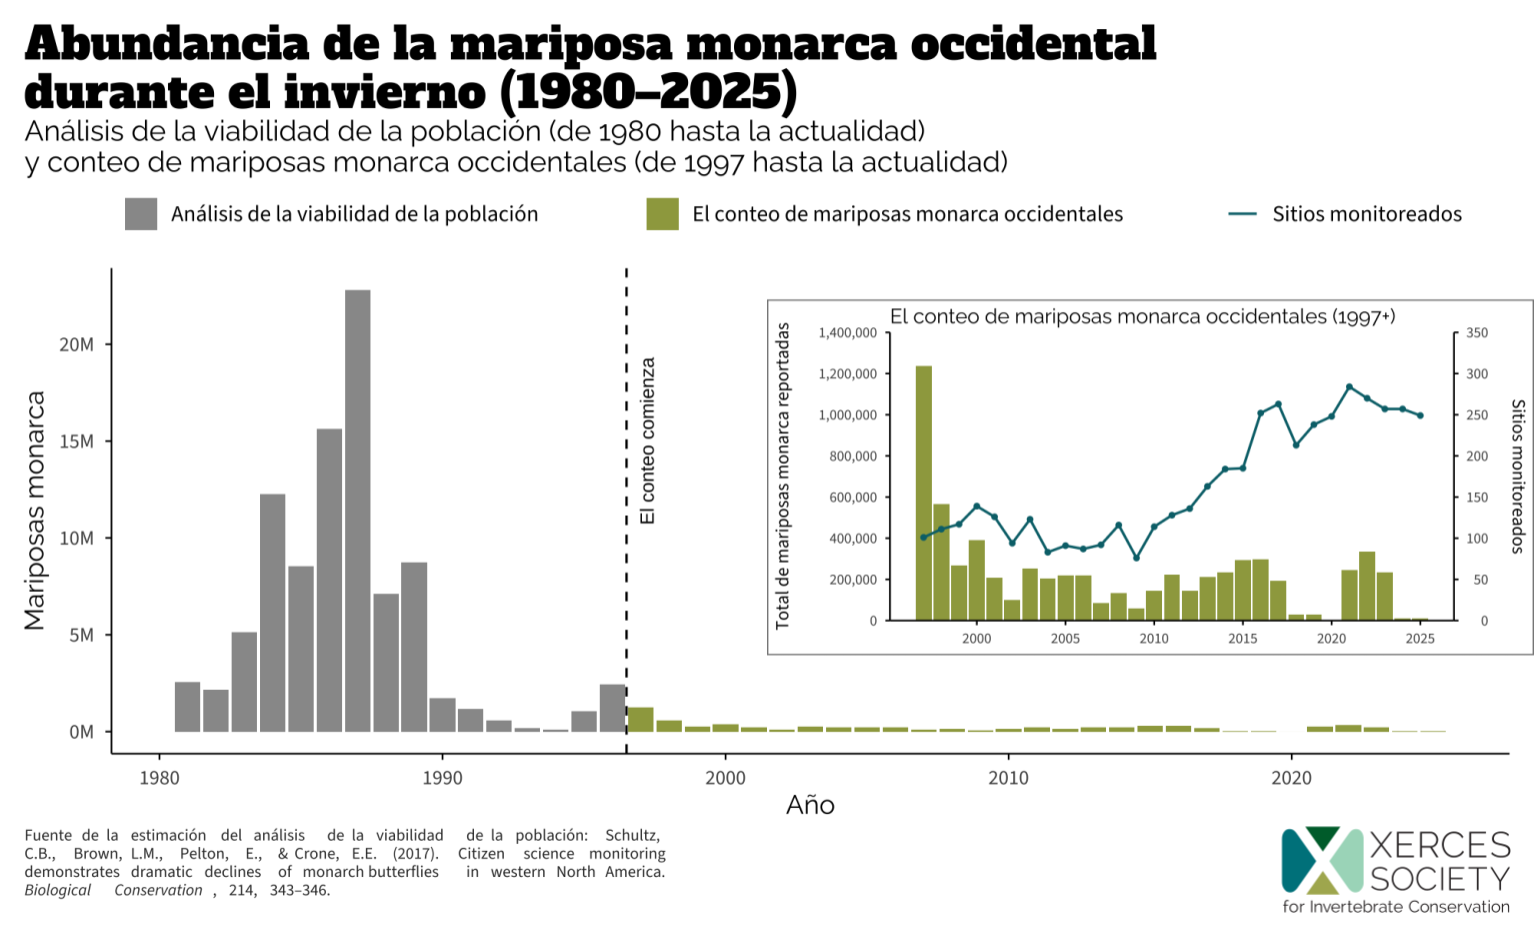 Abundancia de la mariposa monarca occidental
durante el invierno (1980–2025)
Análisis de la viabilidad de la población (de 1980 hasta la actualidad)
y conteo de mariposas monarca occidentales (de 1997 hasta la actualidad)
Análisis de la viabilidad de la población
El conteo de mariposas monarca occidentales
Sitios monitoreados
Mariposas monarca
20M
15M
10M
5M
0M
El conteo comienza
El conteo de mariposas monarca occidentales (1997+)
Total de mariposas monarca reportadas
1,400,000
1,200,000
1,000,000
800,000
600,000
400,000
200,000
0
350
300
250
200
150
100
50
0
Sitios monitoreados
2000 2005 2010 2015 2020 2025
1980 1990 2000 2010 2020
Año
Fuente de la estimación del análisis de la viabilidad de la población: Schultz,
C.B., Brown, L.M., Pelton, E., & Crone, E.E. (2017). Citizen science monitoring
demonstrates dramatic declines of monarch butterflies in western North America.
Biological Conservation , 214, 343–346.
XERCES
SOCIETY
for Invertebrate Conservation